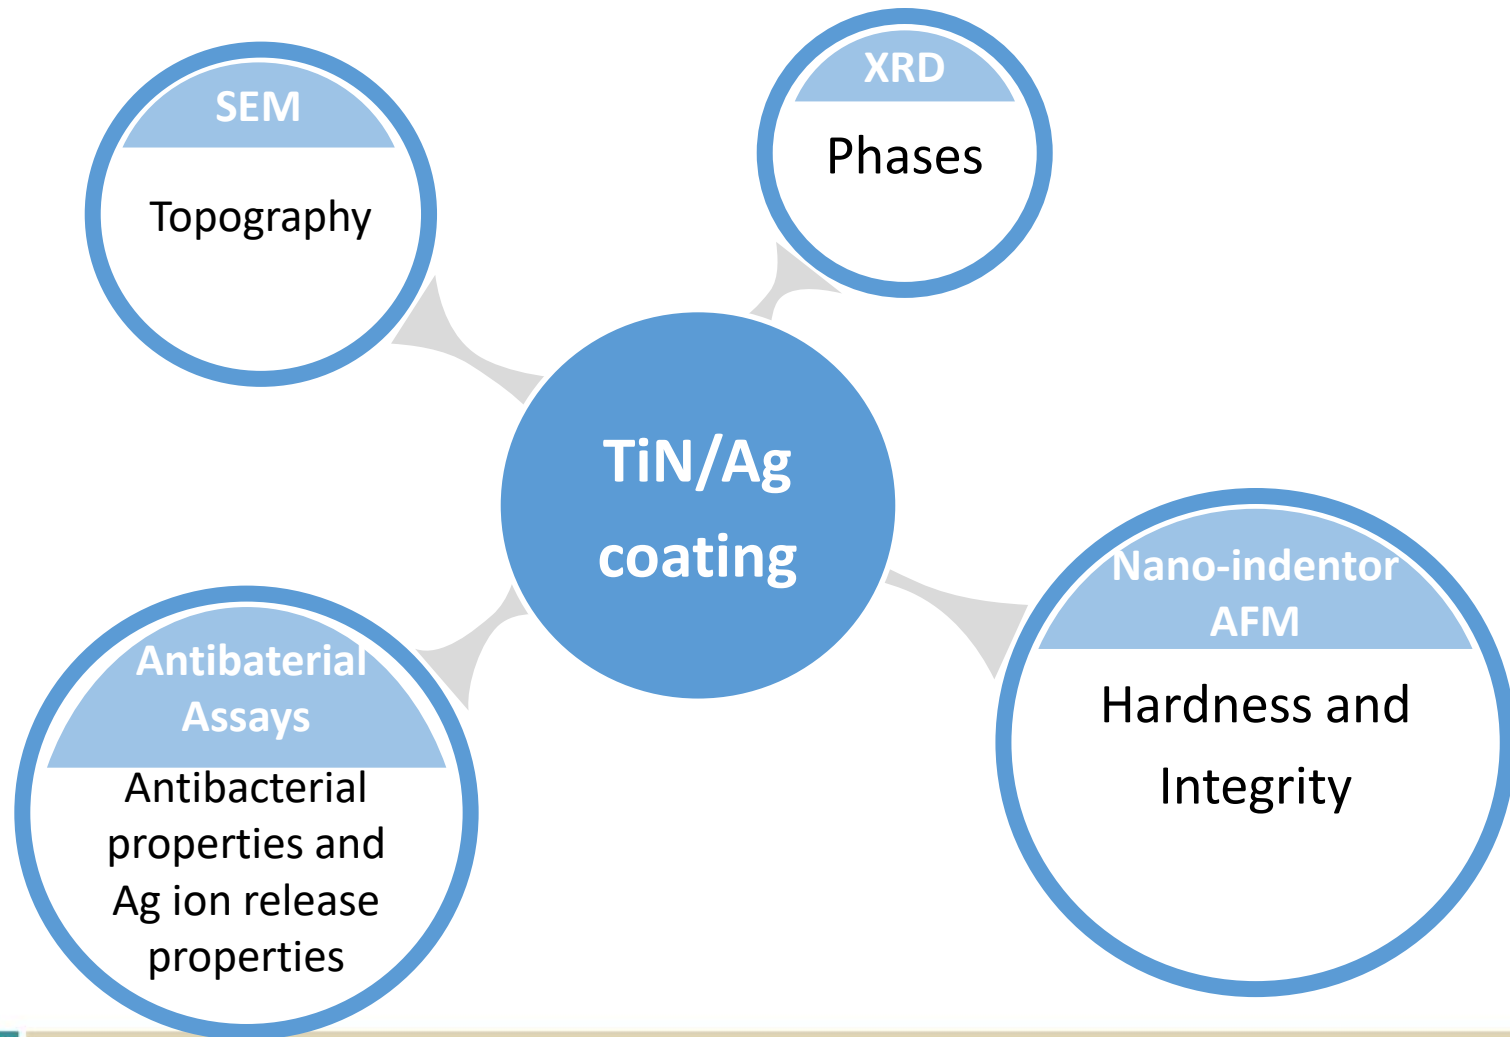 SEM
Topography
XRD
Phases
TiN/Ag
coating
Nano-indentor
AFM
Hardness and
Integrity
Antibaterial
Assays
Antibacterial
properties and
Ag ion release
properties